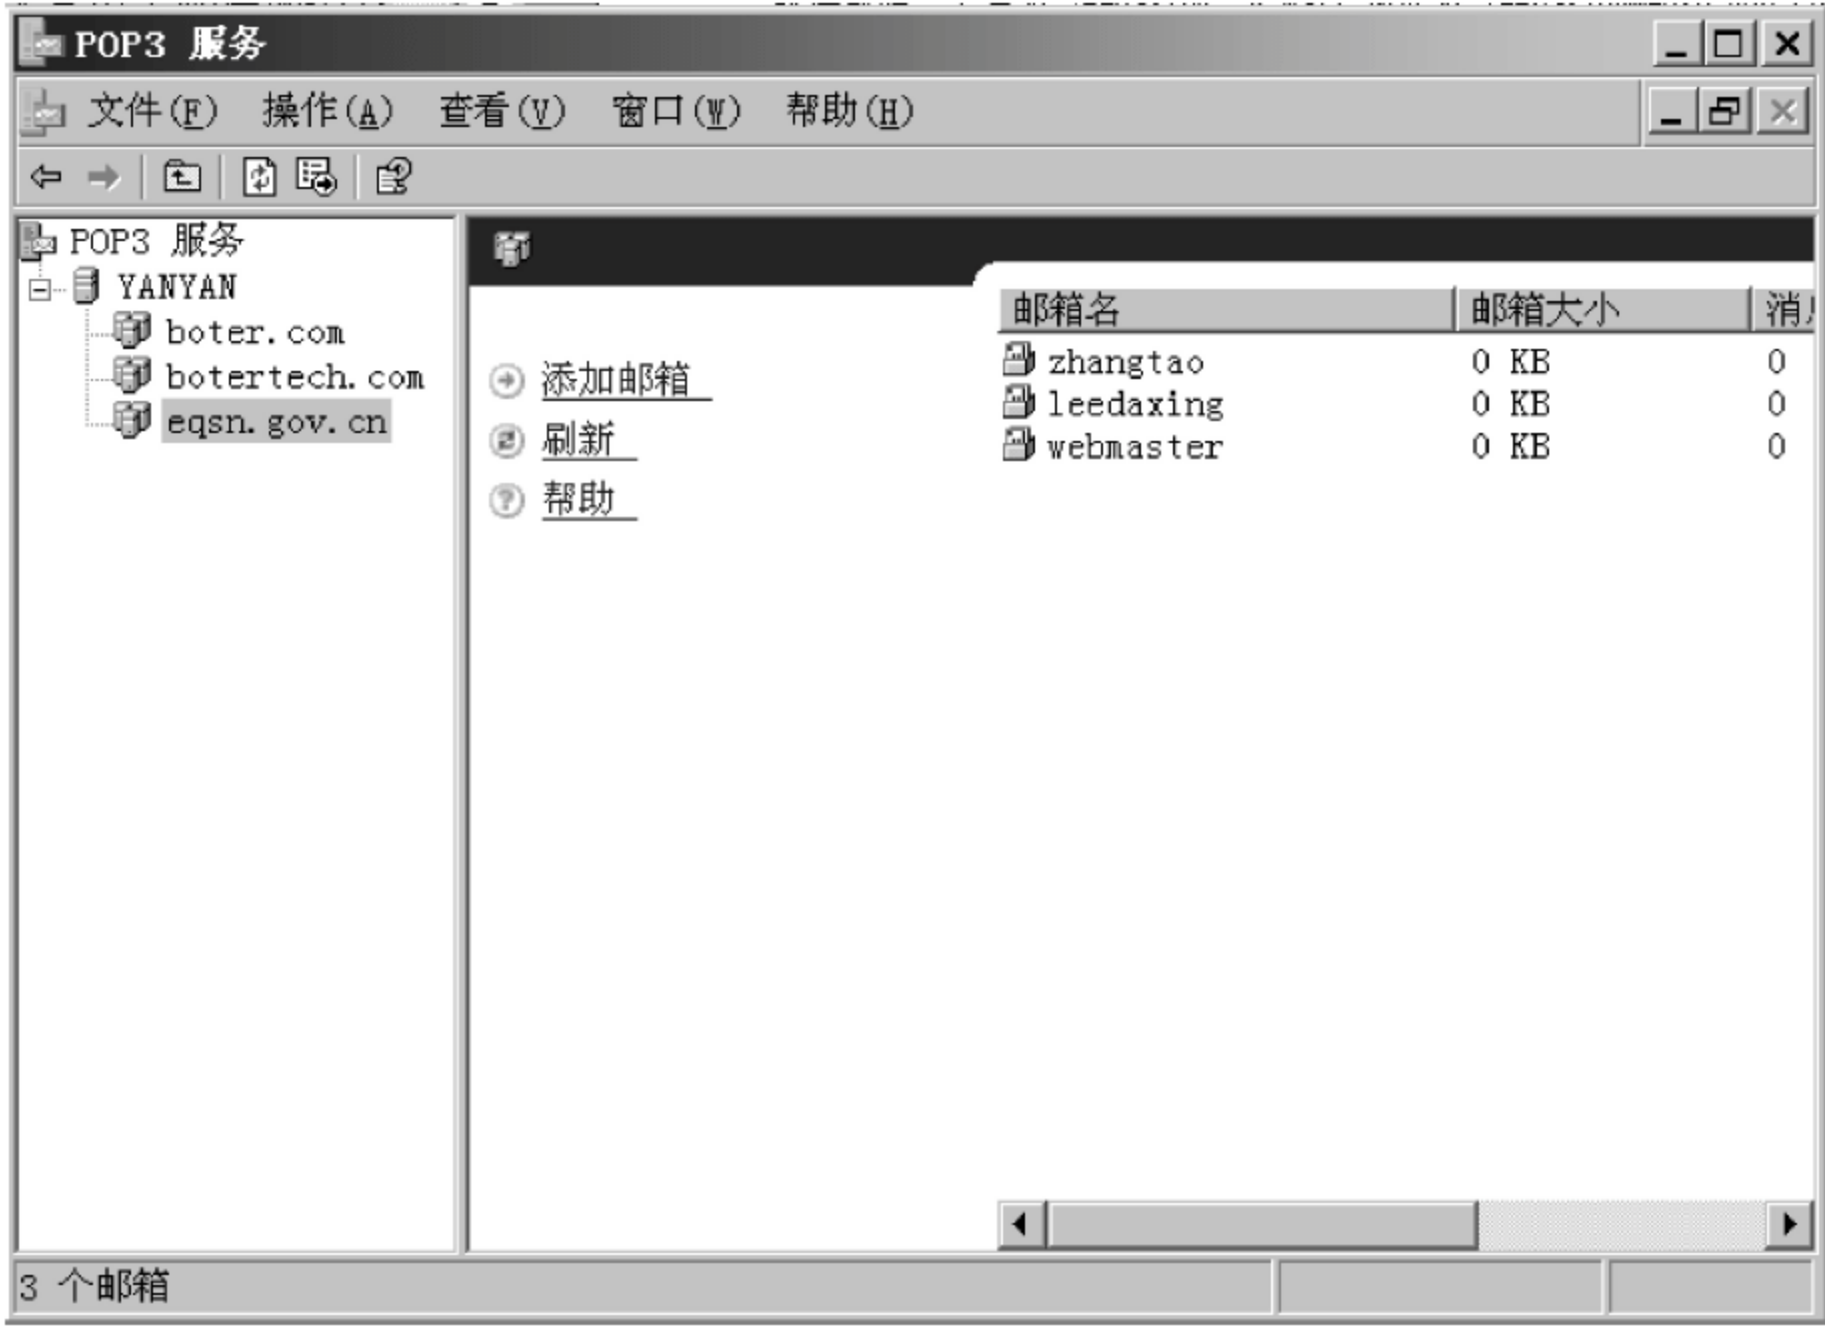 POP3 服务
文件(F) 操作(A) 查看(V) 窗口(W) 帮助(H)
POP3 服务
YANYAN
boter.com
botertech.com
eqsn.gov.cn
添加邮箱
刷新
帮助
邮箱名 邮箱大小 消
zhangtao 0 KB 0
leedaxing 0 KB 0
webmaster 0 KB 0
3 个邮箱